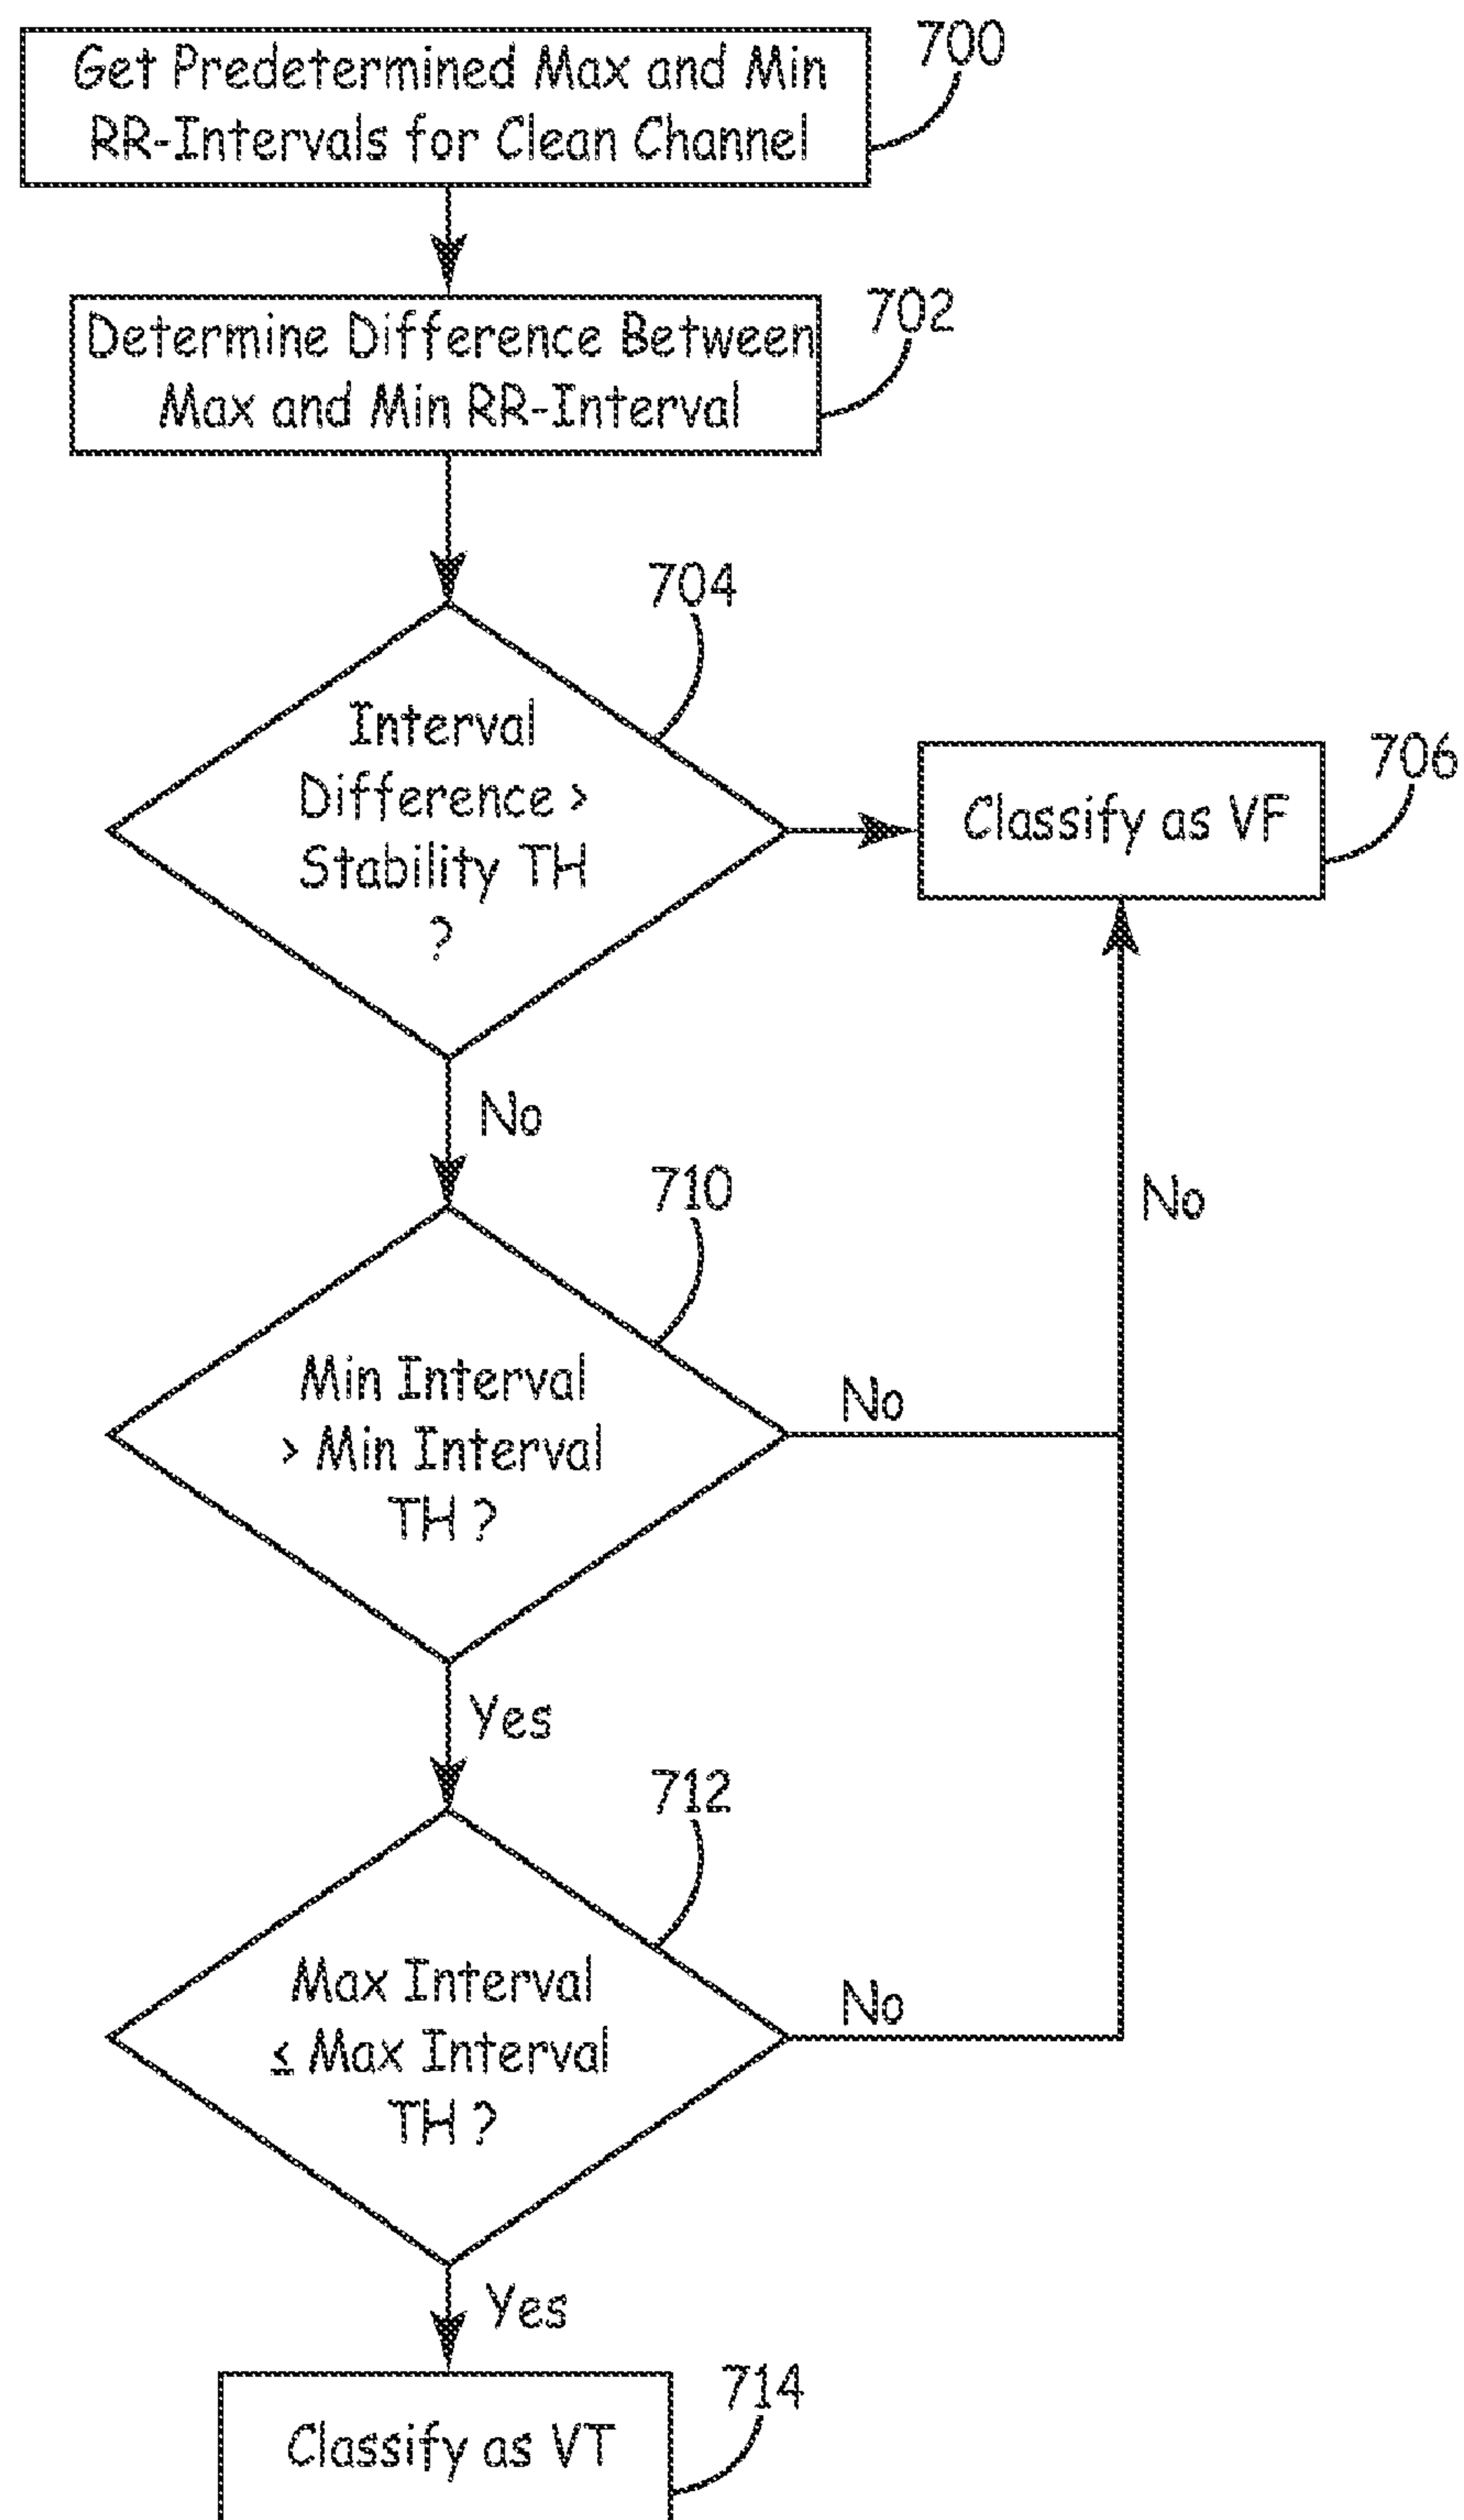 700
Get Predetermined Max and Min
RR-Intervals for Clean Channel
702
Determine Difference Between
Max and Min RR-Interval
704
Interval
Difference >
Stability TH
?
706
Classify as VF
No
710
No
Min Interval
> Min Interval
TH ?
No
Yes
712
Max Interval
≤ Max Interval
TH ?
No
Yes
714
Classify as VT